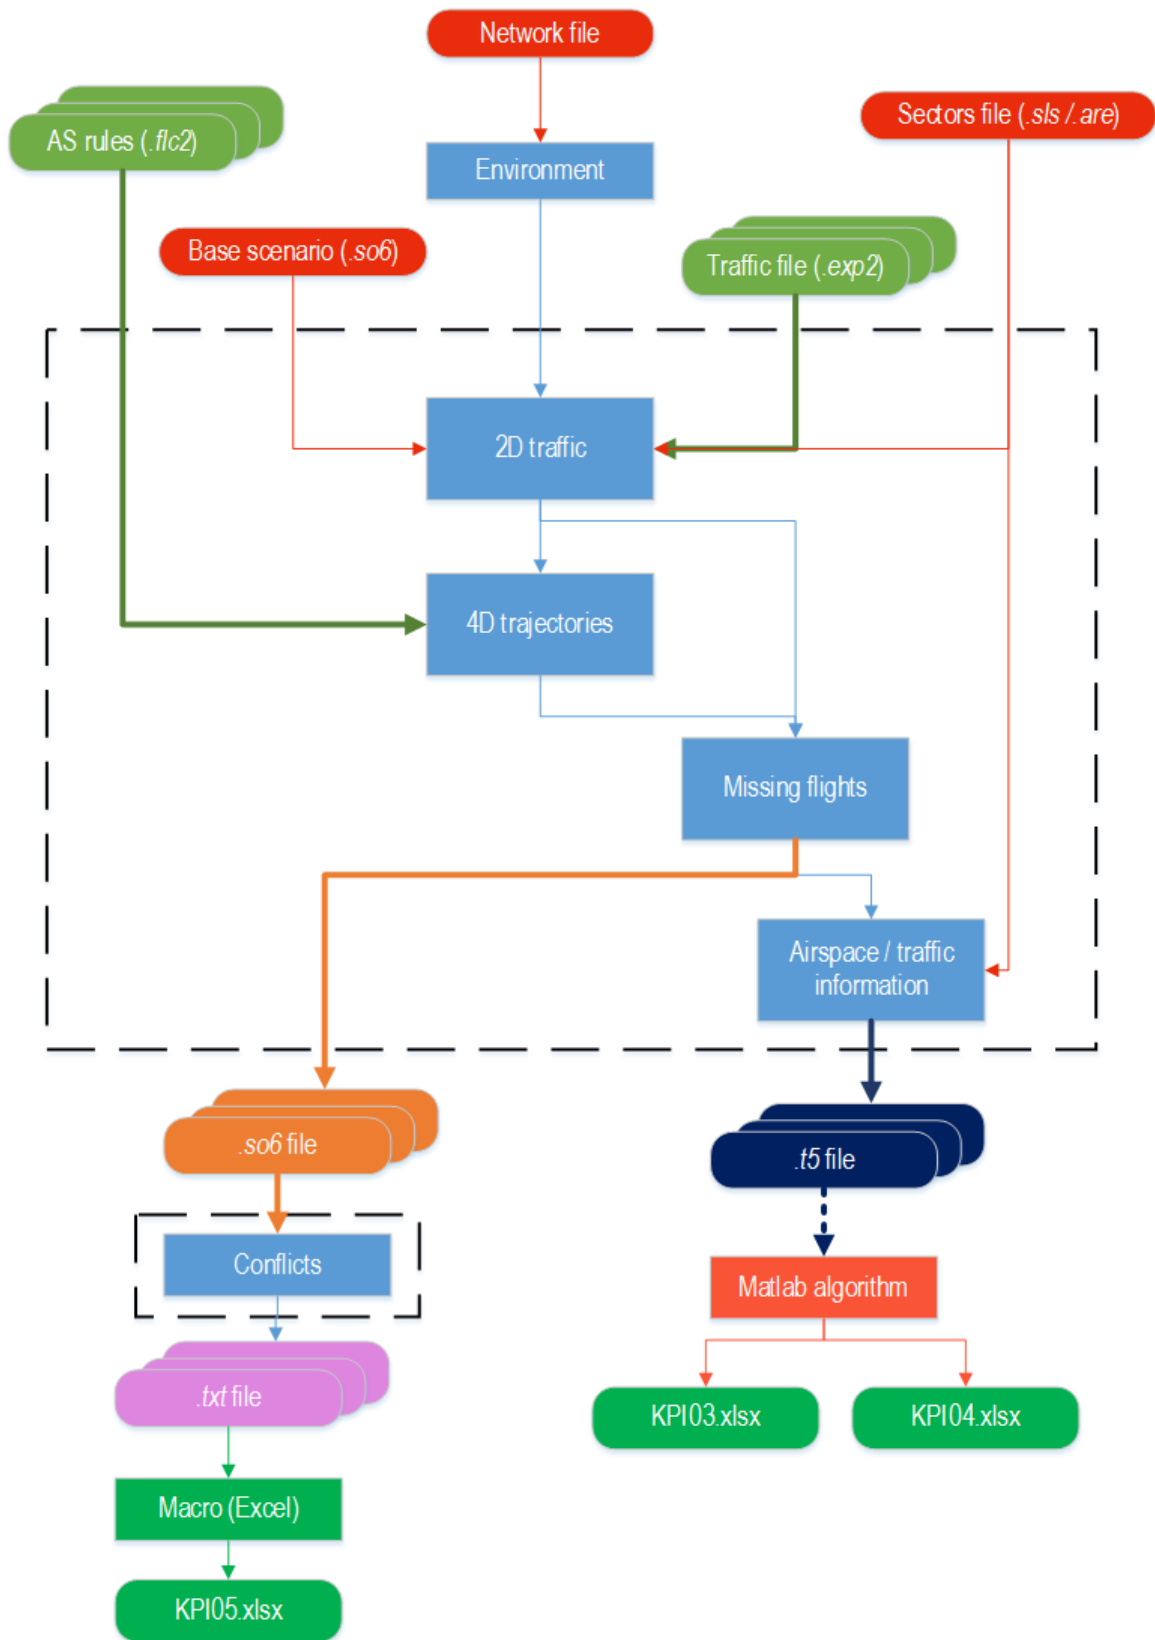 Network file
Sectors file (.sls /.are)
AS rules (.flc2)
Environment
Base scenario (.so6)
Traffic file (.exp2)
2D traffic
4D trajectories
Missing flights
Airspace / traffic
information
.so6 file
.t5 file
Conflicts
Matlab algorithm
.txt file
KPI03.xlsx
KPI04.xlsx
Macro (Excel)
KPI05.xlsx